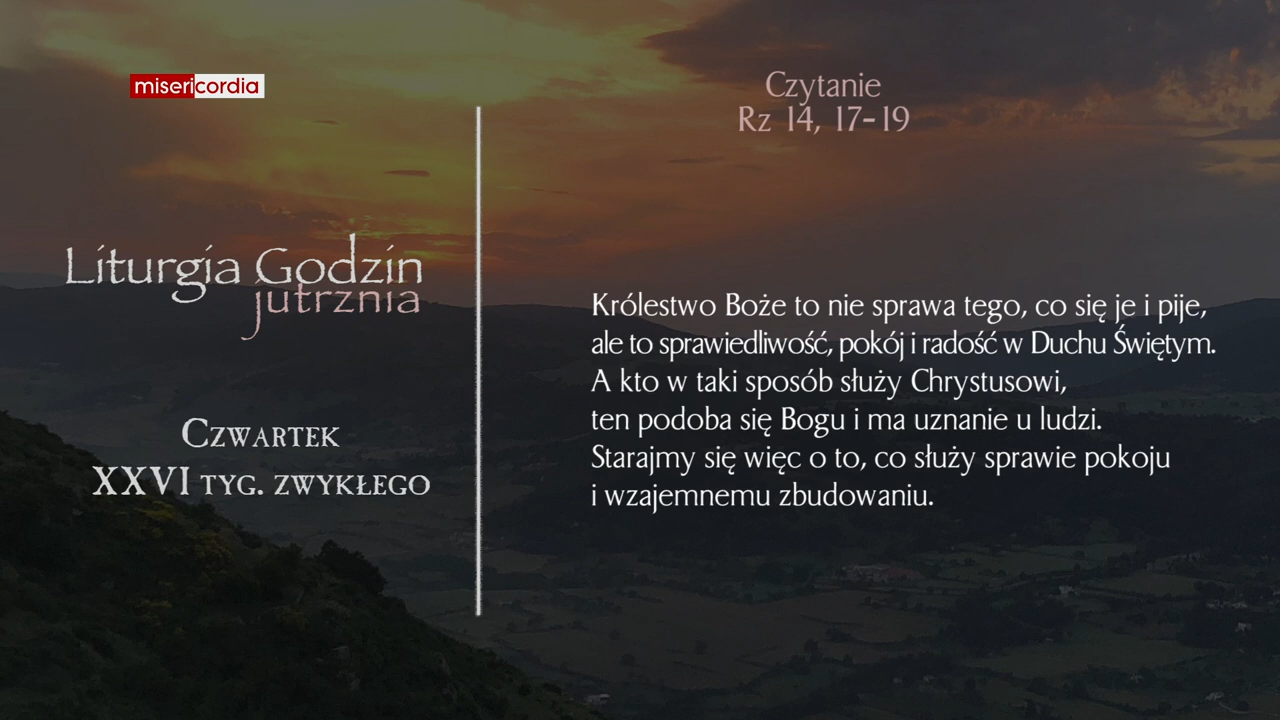 misericordia
Liturgia Godzin
jutrznia
Czwartek
XXVI tyg. zwykłego
Czytanie
Rz 14, 17-19
Królestwo Boże to nie sprawa tego, co się je i pije,
ale to sprawiedliwość, pokój i radość w Duchu Świętym.
A kto w taki sposób służy Chrystusowi,
ten podoba się Bogu i ma uznanie u ludzi.
Starajmy się więc o to, co służy sprawie pokoju
i wzajemnemu zbudowaniu.